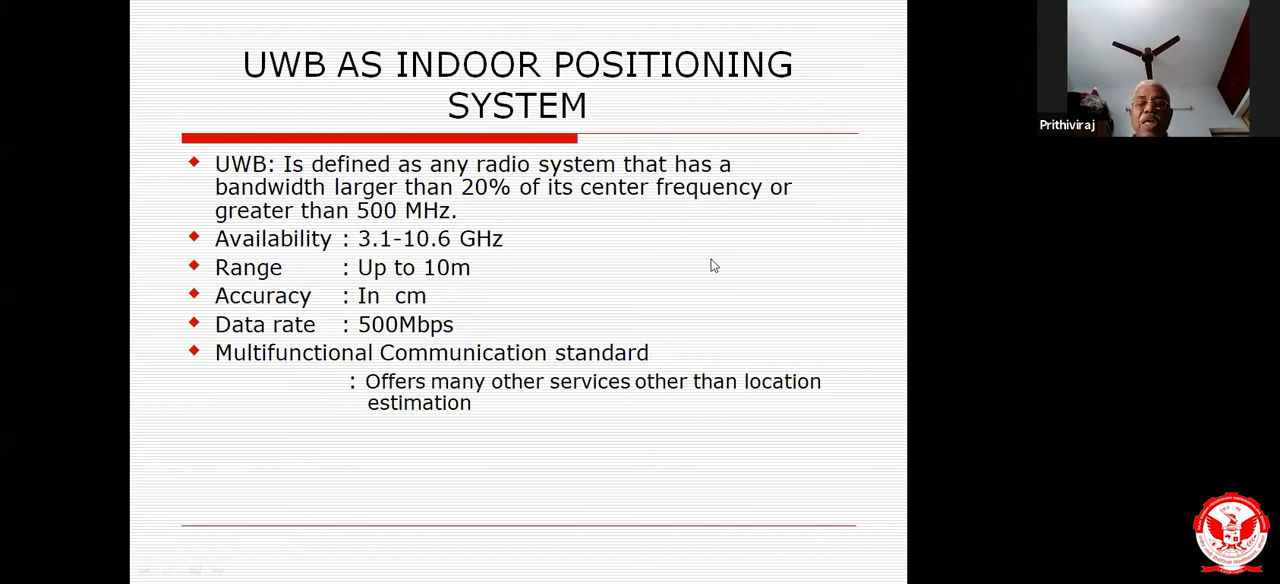 UWB AS INDOOR POSITIONING
SYSTEM
UWB: Is defined as any radio system that has a
bandwidth larger than 20% of its center frequency or
greater than 500 MHz.
Availability : 3.1-10.6 GHz
Range : Up to 10m
Accuracy : In cm
Data rate : 500Mbps
Multifunctional Communication standard
: Offers many other services other than location
estimation
Prithiviraj